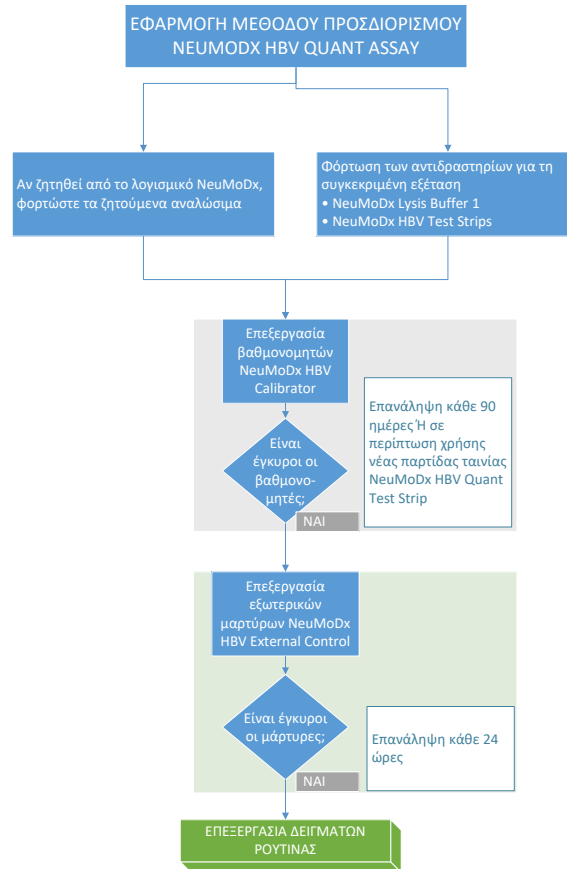 ΕΦΑΡΜΟΓΗ ΜΕΘΟΔΟΥ ΠΡΟΣΔΙΟΡΙΣΜΟΥ
NEUMODX HBV QUANT ASSAY
Αν ζητηθεί από το λογισμικό NeuMoDx,
φορτώστε τα ζητούμενα αναλώσιμα
Φόρτωση των αντιδραστηρίων για τη
συγκεκριμένη εξέταση
• NeuMoDx Lysis Buffer 1
• NeuMoDx HBV Test Strips
Επεξεργασία
βαθμονομητών
NeuMoDx HBV
Calibrator
Είναι
έγκυροι οι
βαθμονο-
μητές;
ΝΑΙ
Επανάληψη κάθε 90
ημέρες Ή σε
περίπτωση χρήσης
νέας παρτίδας ταινίας
NeuMoDx HBV Quant
Test Strip
Επεξεργασία
εξωτερικών
μαρτύρων NeuMoDx
HBV External Control
Είναι έγκυροι
οι μάρτυρες;
ΝΑΙ
Επανάληψη κάθε 24
ώρες
ΕΠΕΞΕΡΓΑΣΙΑ ΔΕΙΓΜΑΤΩΝ
ΡΟΥΤΙΝΑΣ